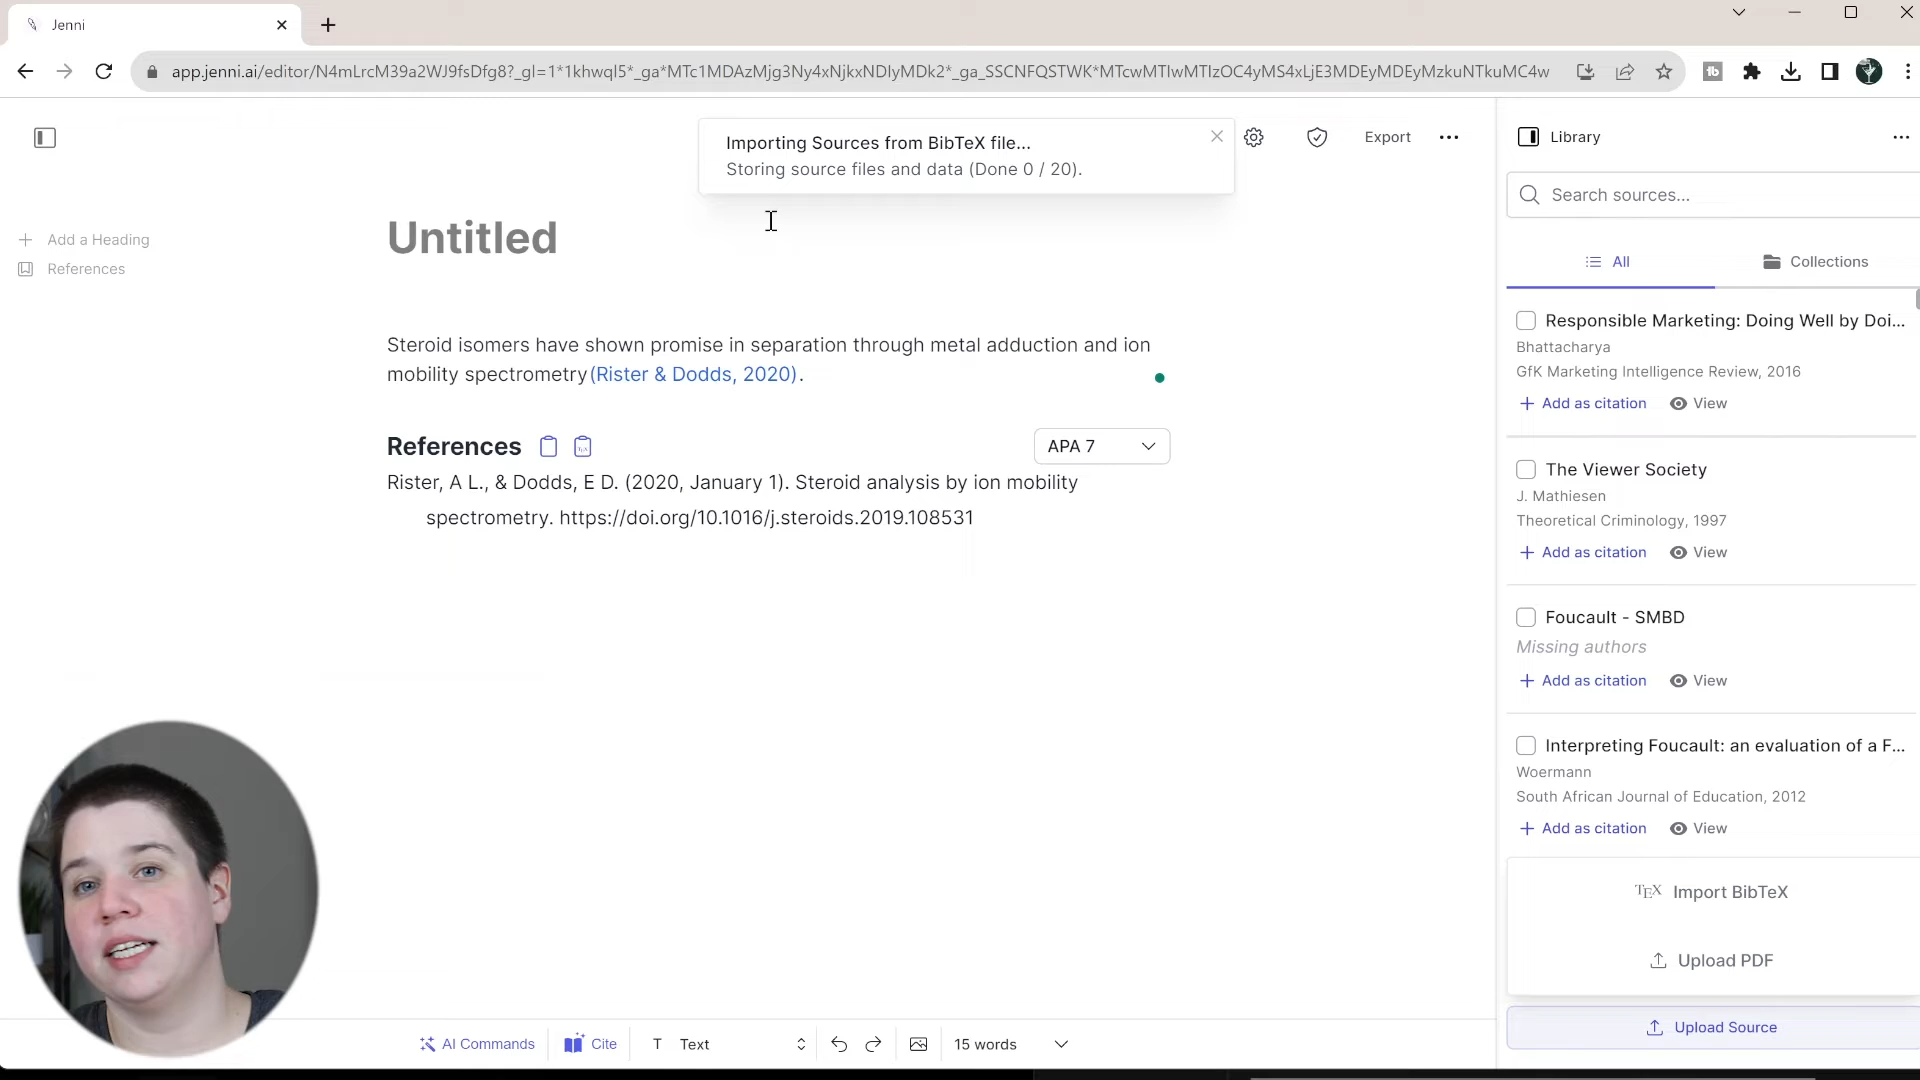 Jenni
app.jenni.ai/editor/N4mLrcM39a2WJ9fsDfg8?_gl=1*1khwql5*_ga*MTc1MDAzMjg3Ny4xNjkxNDIyMDk2*_ga_SSCNFQSTWK*MTcwMTIwMTIzOC4yMS4xLjE3MDEyMDEyMzkuNTkuMC4w
Importing Sources from BibTeX file...
Storing source files and data (Done 0 / 20).
Export
Library
Search sources...
All
Collections
Add a Heading
References
Untitled
Steroid isomers have shown promise in separation through metal adduction and ion
mobility spectrometry(Rister & Dodds, 2020).
References
APA 7
Rister, A L., & Dodds, E D. (2020, January 1). Steroid analysis by ion mobility
spectrometry. https://doi.org/10.1016/j.steroids.2019.108531
Responsible Marketing: Doing Well by Doi...
Bhattacharya
GfK Marketing Intelligence Review, 2016
+ Add as citation View
The Viewer Society
J. Mathiesen
Theoretical Criminology, 1997
+ Add as citation View
Foucault - SMBD
Missing authors
+ Add as citation View
Interpreting Foucault: an evaluation of a F...
Woermann
South African Journal of Education, 2012
+ Add as citation View
TEX Import BibTeX
Upload PDF
Upload Source
AI Commands
Cite
T Text
15 words